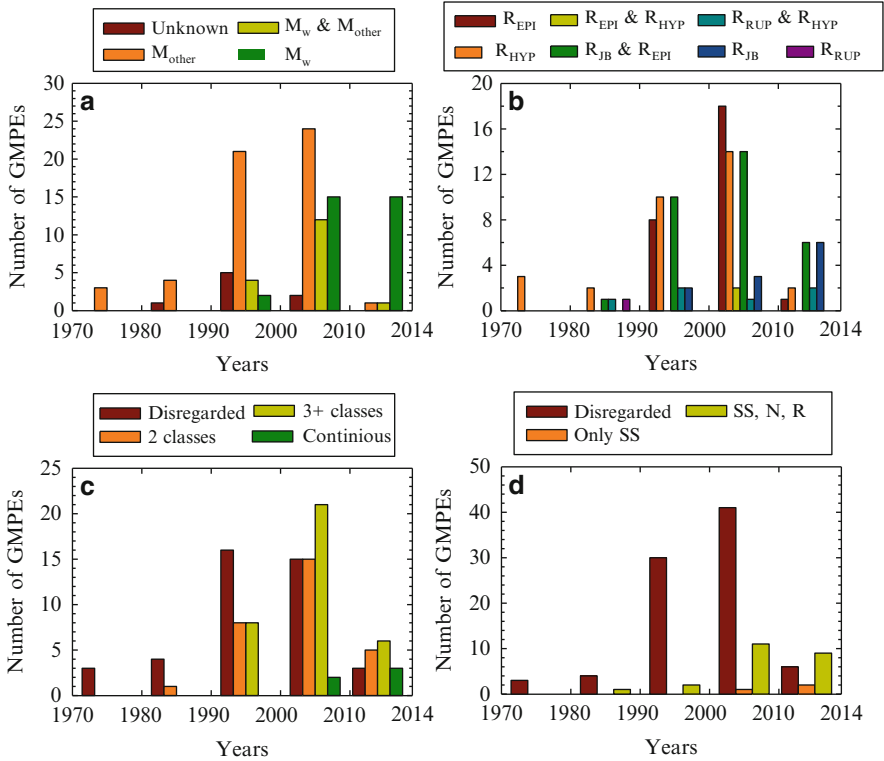 Unknown M_w & M_other
M_other M_w
R_EPI R_EPI & R_HYP R_RUP & R_HYP
R_HYP R_JB & R_EPI R_JB R_RUP
a
30
25
20
15
10
5
0
Number of GMPEs
1970 1980 1990 2000 2010 2014
Years
b
20
16
12
8
4
0
Number of GMPEs
1970 1980 1990 2000 2010 2014
Years
Disregarded 3+ classes
2 classes Continious
Disregarded SS, N, R
Only SS
c
25
20
15
10
5
0
Number of GMPEs
1970 1980 1990 2000 2010 2014
Years
d
50
40
30
20
10
0
Number of GMPEs
1970 1980 1990 2000 2010 2014
Years